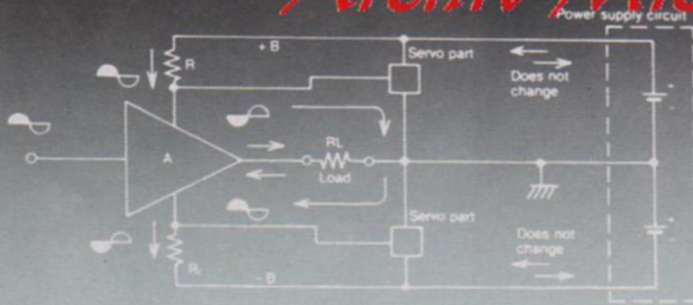 Power supply circuit
+B
Servo part
R
Does not
change
A
RL
Load
Servo part
Does not
change
R
-B